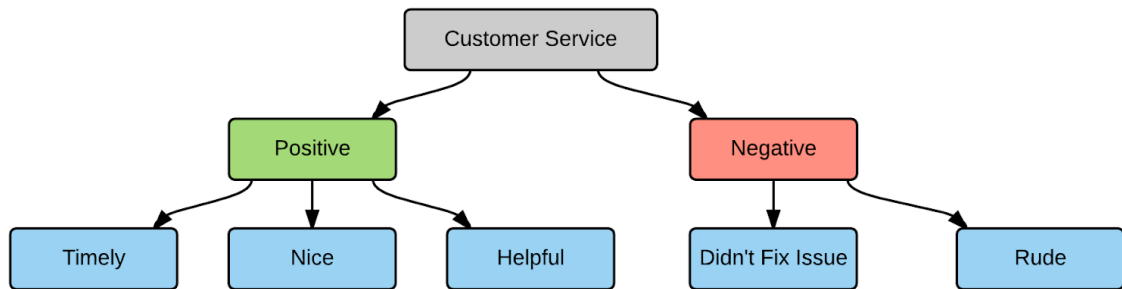 Customer Service
Positive
Negative
Timely
Nice
Helpful
Didn't Fix Issue
Rude